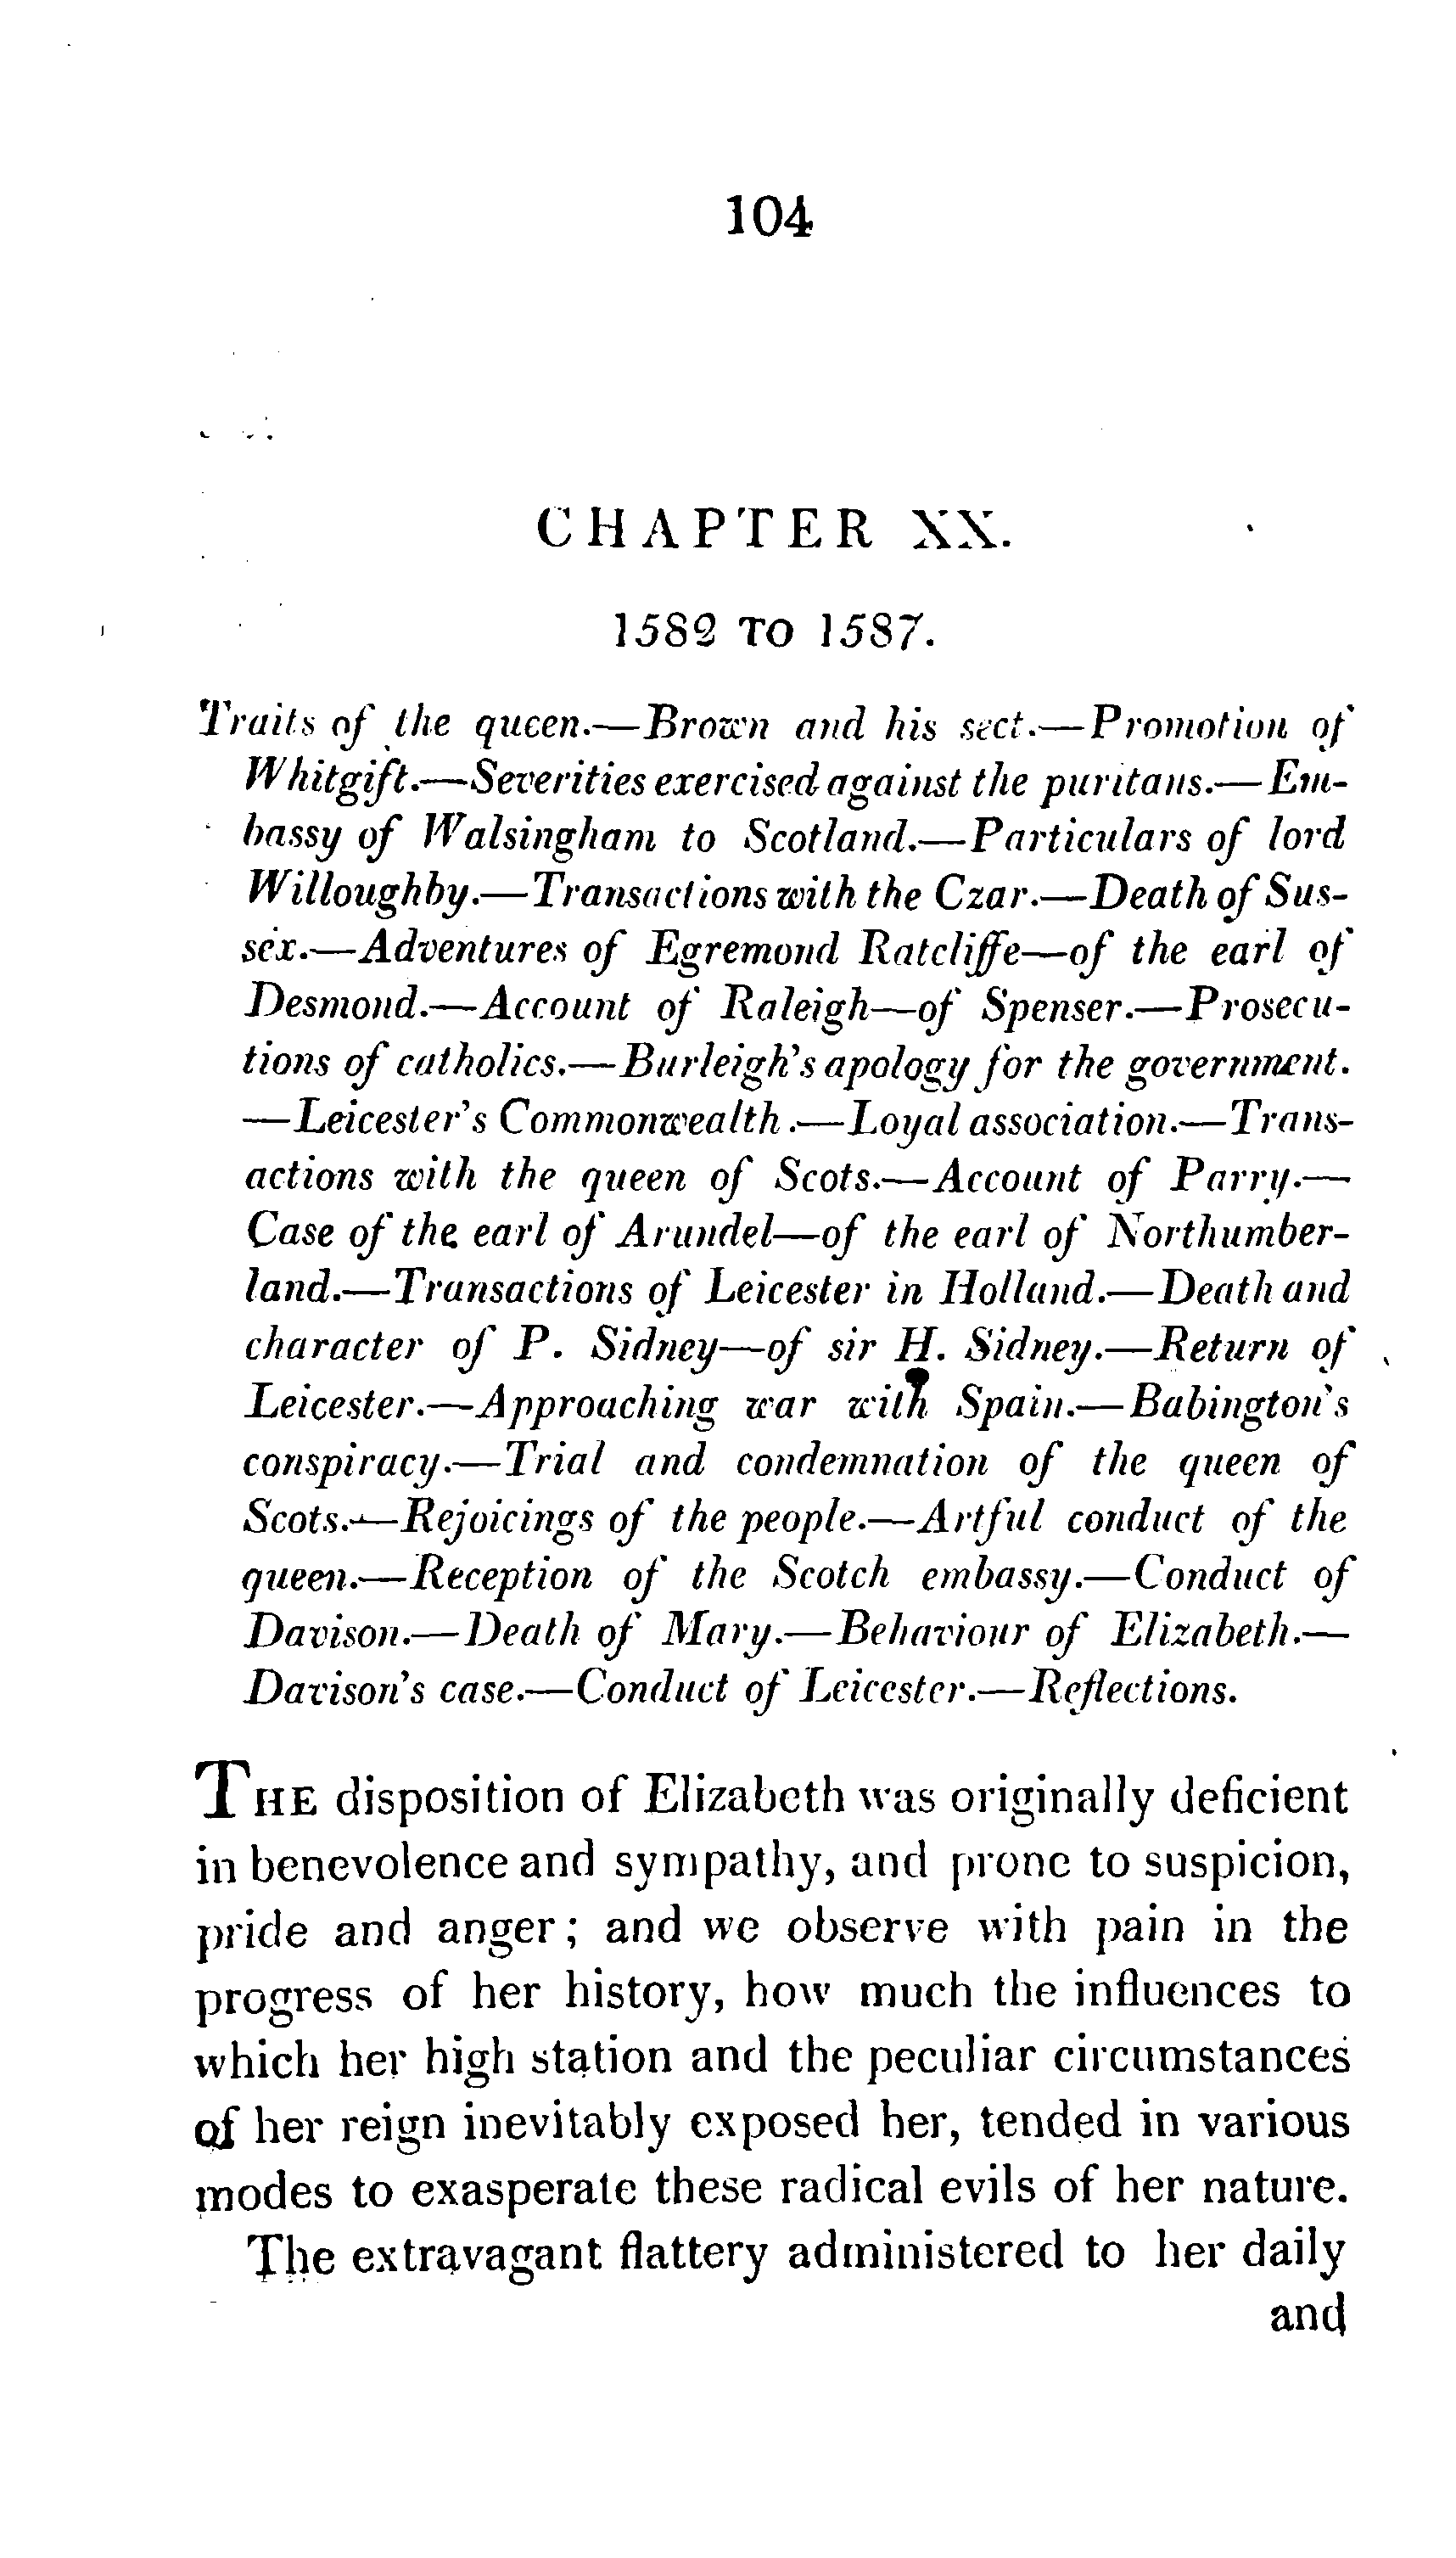 104
CHAPTER XX.
1582 TO 1587.
Traits of the queen.—Brown and his sect.—Promotion of
Whitgift.—Severities exercised against the puritans.—Em-
bassy of Walsingham to Scotland.—Particulars of lord
Willoughby.—Transactions with the Czar.—Death of Sus-
sex.—Adventures of Egremond Ratcliffe—of the earl of
Desmond.—Account of Raleigh—of Spenser.—Prosecu-
tions of catholics.—Burleigh's apology for the government.
—Leicester's Commonwealth.—Loyal association.—Trans-
actions with the queen of Scots.—Account of Parry.—
Case of the earl of Arundel—of the earl of Northumber-
land.—Transactions of Leicester in Holland.—Death and
character of P. Sidney—of sir H. Sidney.—Return of
Leicester.—Approaching war with Spain.—Babington's
conspiracy.—Trial and condemnation of the queen of
Scots.—Rejoicings of the people.—Artful conduct of the
queen.—Reception of the Scotch embassy.—Conduct of
Davison.—Death of Mary.—Behaviour of Elizabeth.—
Davison's case.—Conduct of Leicester.—Reflections.
THE disposition of Elizabeth was originally deficient
in benevolence and sympathy, and prone to suspicion,
pride and anger; and we observe with pain in the
progress of her history, how much the influences to
which her high station and the peculiar circumstances
of her reign inevitably exposed her, tended in various
modes to exasperate these radical evils of her nature.
The extravagant flattery administered to her daily
and